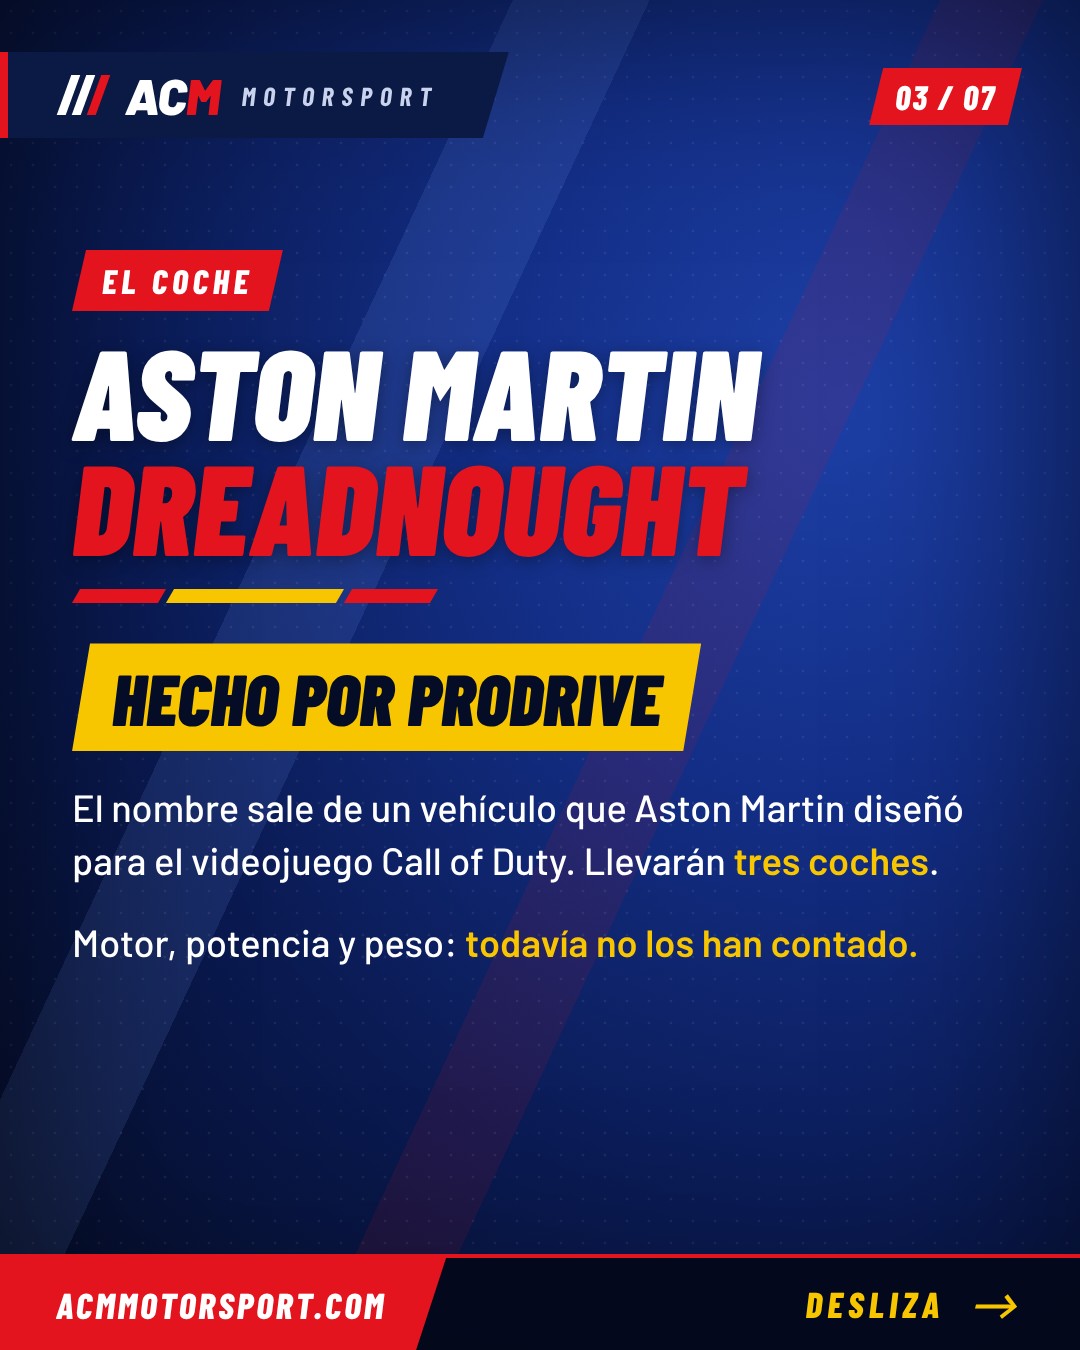 ACM MOTORSPORT
03 / 07
EL COCHE
ASTON MARTIN
DREADNOUGHT
HECHO POR PRODRIVE
El nombre sale de un vehículo que Aston Martin diseñó
para el videojuego Call of Duty. Llevarán tres coches.
Motor, potencia y peso: todavía no los han contado.
ACMMOTORSPORT.COM
DESLIZA →